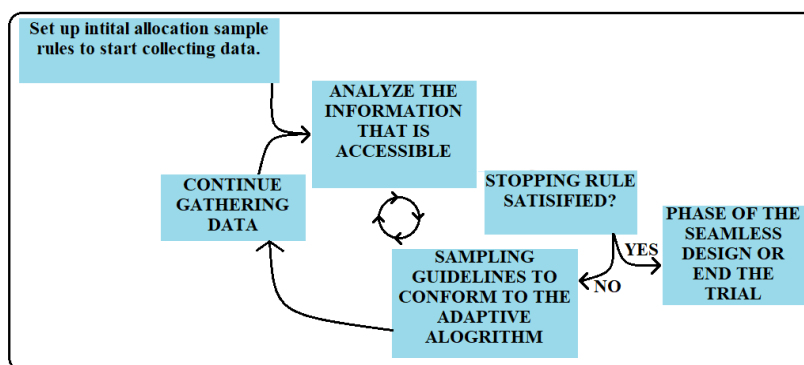 Set up intital allocation sample
rules to start collecting data.
ANALYZE THE
INFORMATION
THAT IS
ACCESSIBLE
CONTINUE
GATHERING
DATA
STOPPING RULE
SATISIFIED?
YES
NO
PHASE OF THE
SEAMLESS
DESIGN OR
END THE
TRIAL
SAMPLING
GUIDELINES TO
CONFORM TO THE
ADAPTIVE
ALOGRITHM